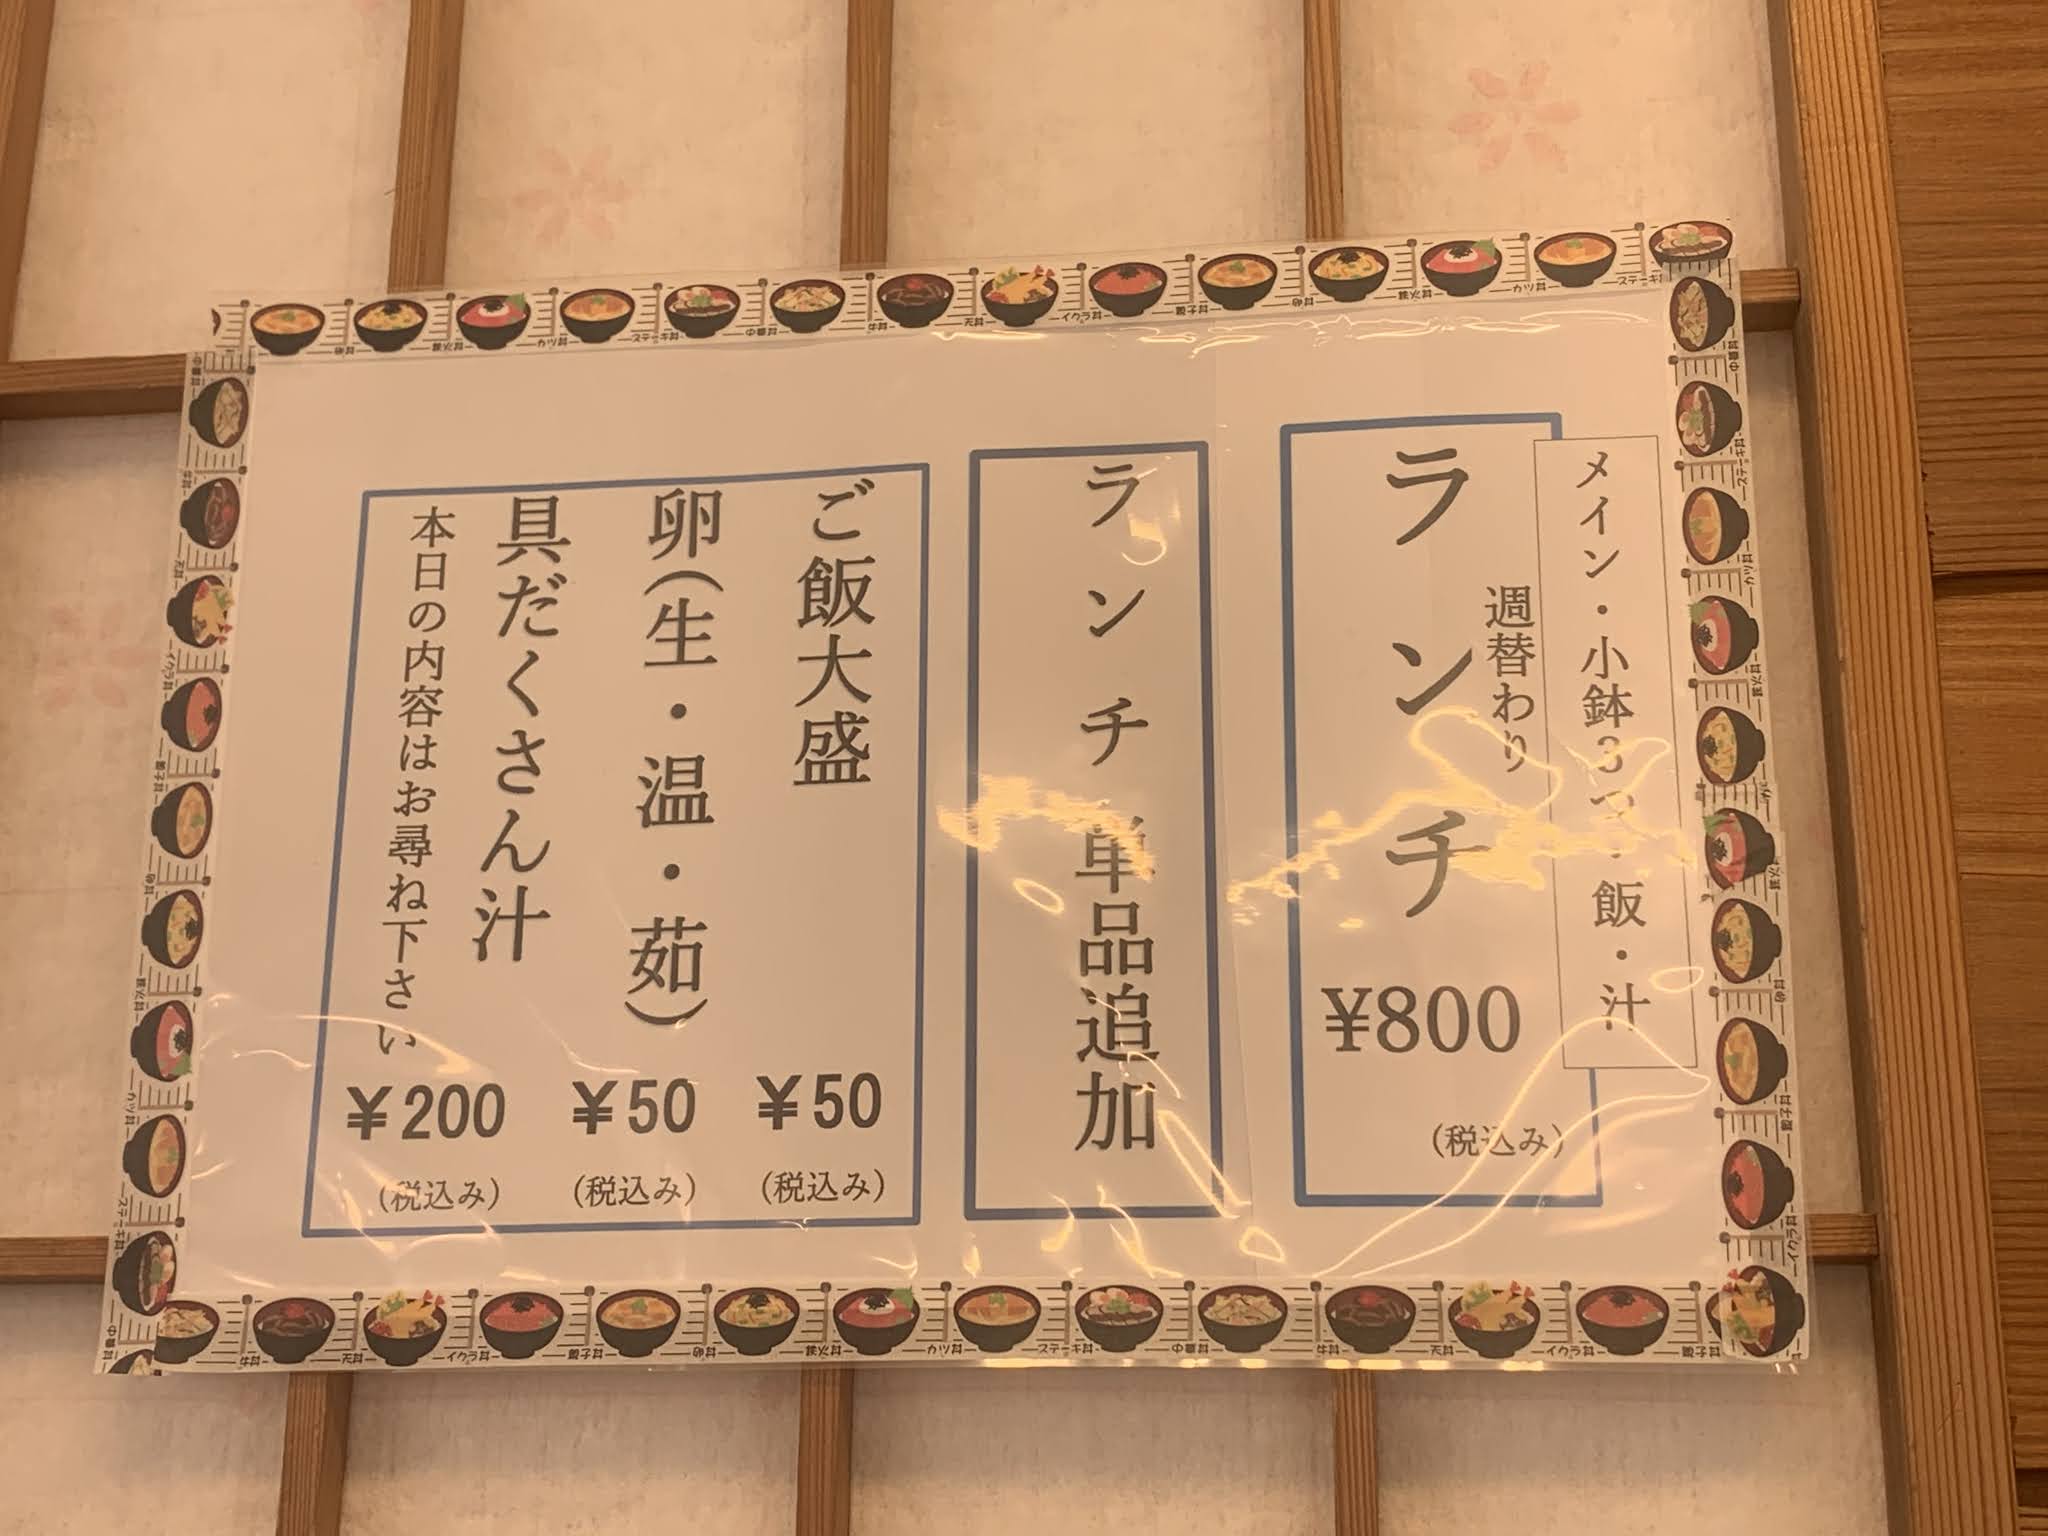 メイン・小鉢3つ・飯・汁
週替わり
ランチ
¥800
(税込み)
ランチ単品追加
ご飯大盛
¥50
(税込み)
卵(生・温・茹)
¥50
(税込み)
具だくさん汁
本日の内容はお尋ね下さい
¥200
(税込み)